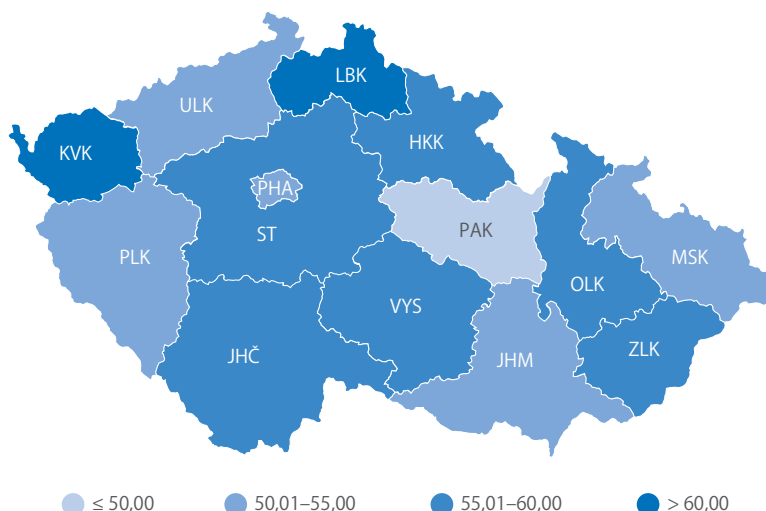 LBK
ULK
HKK
KVK
PHA
PAK
ST
PLK
MSK
OLK
VYS
ZLK
JHČ
JHM
≤ 50,00
50,01–55,00
55,01–60,00
> 60,00